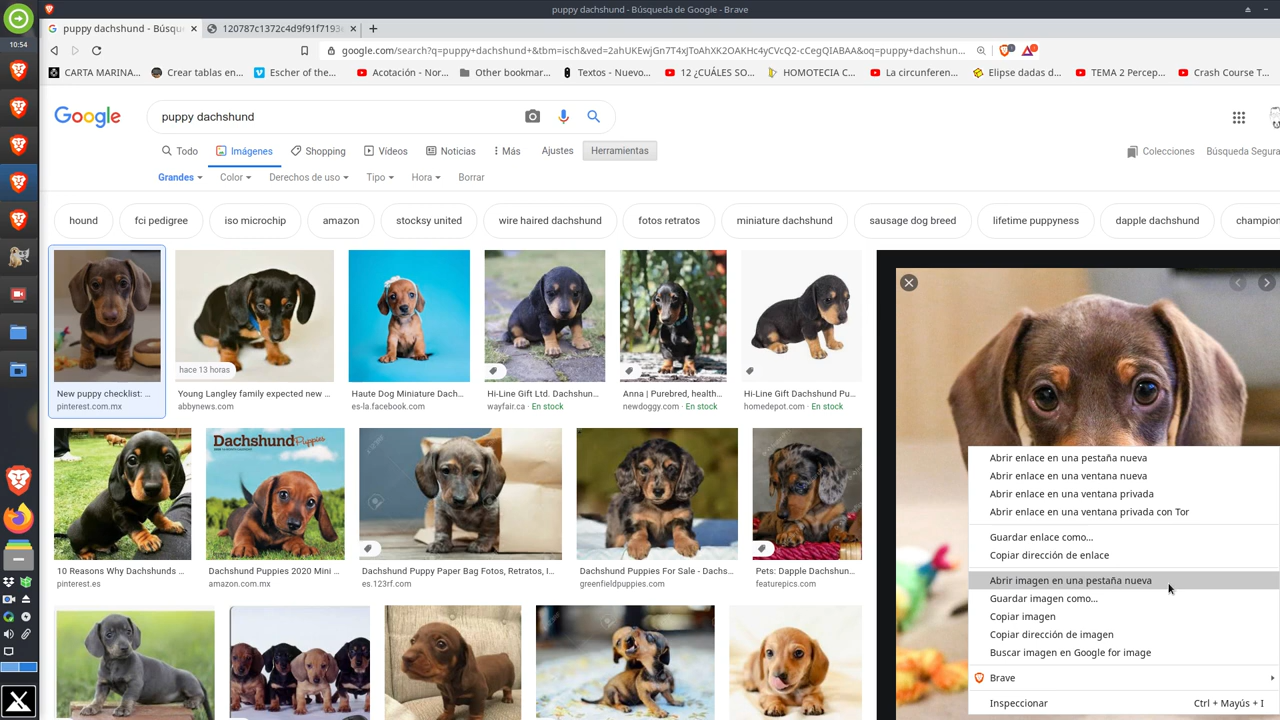 puppy dachshund - Búsqueda de Google - Brave
10:54
puppy dachshund - Búsqu
120787c1372c4d9f91f7193c
google.com/search?q=puppy+dachshund+&tbm=isch&ved=2ahUKEwjGn7T4xJToAhXK2OAKHc4yCVcQ2-cCegQIABAA&oq=puppy+dachshun...
CARTA MARINA...
Crear tablas en...
Escher of the...
Acotación - Nor...
Other bookmar...
Textos - Nuevo...
12 ¿CUÁLES SO...
HOMOTECIA C...
La circunferen...
Elipse dadas d...
TEMA 2 Percep...
Crash Course T...
Google
puppy dachshund
Todo
Imágenes
Shopping
Vídeos
Noticias
Más
Ajustes
Herramientas
Colecciones
Búsqueda Segura
Grandes
Color
Derechos de uso
Tipo
Hora
Borrar
hound
fci pedigree
iso microchip
amazon
stocksy united
wire haired dachshund
fotos retratos
miniature dachshund
sausage dog breed
lifetime puppyness
dapple dachshund
champion
hace 13 horas
New puppy checklist: ...
pinterest.com.mx
Young Langley family expected new ...
abbynews.com
Haute Dog Miniature Dach...
es-la.facebook.com
Hi-Line Gift Ltd. Dachshun...
wayfair.ca · En stock
Anna | Purebred, health...
newdoggy.com · En stock
Hi-Line Gift Dachshund Pu...
homedepot.com · En stock
Dachshund Puppies
10 Reasons Why Dachshunds ...
pinterest.es
Dachshund Puppies 2020 Mini ...
amazon.com.mx
Dachshund Puppy Paper Bag Fotos, Retratos, I...
es.123rf.com
Dachshund Puppies For Sale - Dachs...
greenfieldpuppies.com
Pets: Dapple Dachshun...
featurepics.com
Abrir enlace en una pestaña nueva
Abrir enlace en una ventana nueva
Abrir enlace en una ventana privada
Abrir enlace en una ventana privada con Tor
Guardar enlace como...
Copiar dirección de enlace
Abrir imagen en una pestaña nueva
Guardar imagen como...
Copiar imagen
Copiar dirección de imagen
Buscar imagen en Google for image
Brave
Inspeccionar Ctrl + Mayús + I